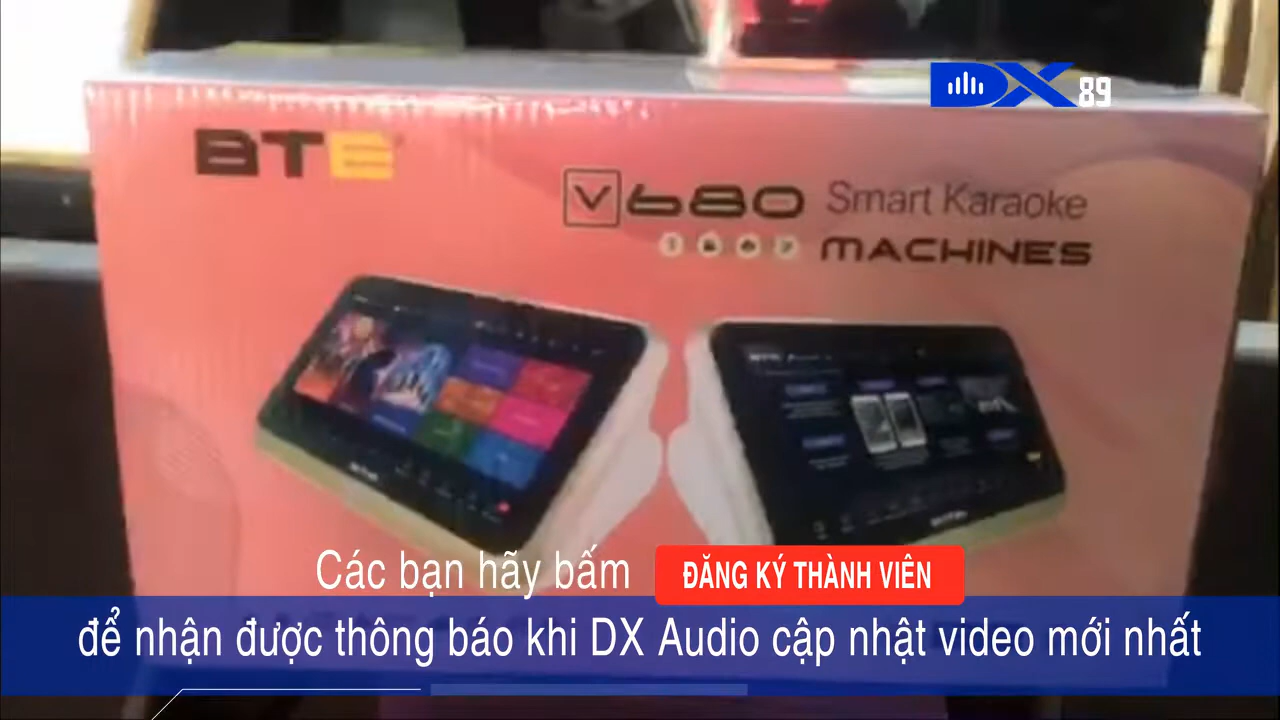 DX 89
BTE
V680 Smart Karaoke
MACHINES
Các bạn hãy bấm ĐĂNG KÝ THÀNH VIÊN
để nhận được thông báo khi DX Audio cập nhật video mới nhất